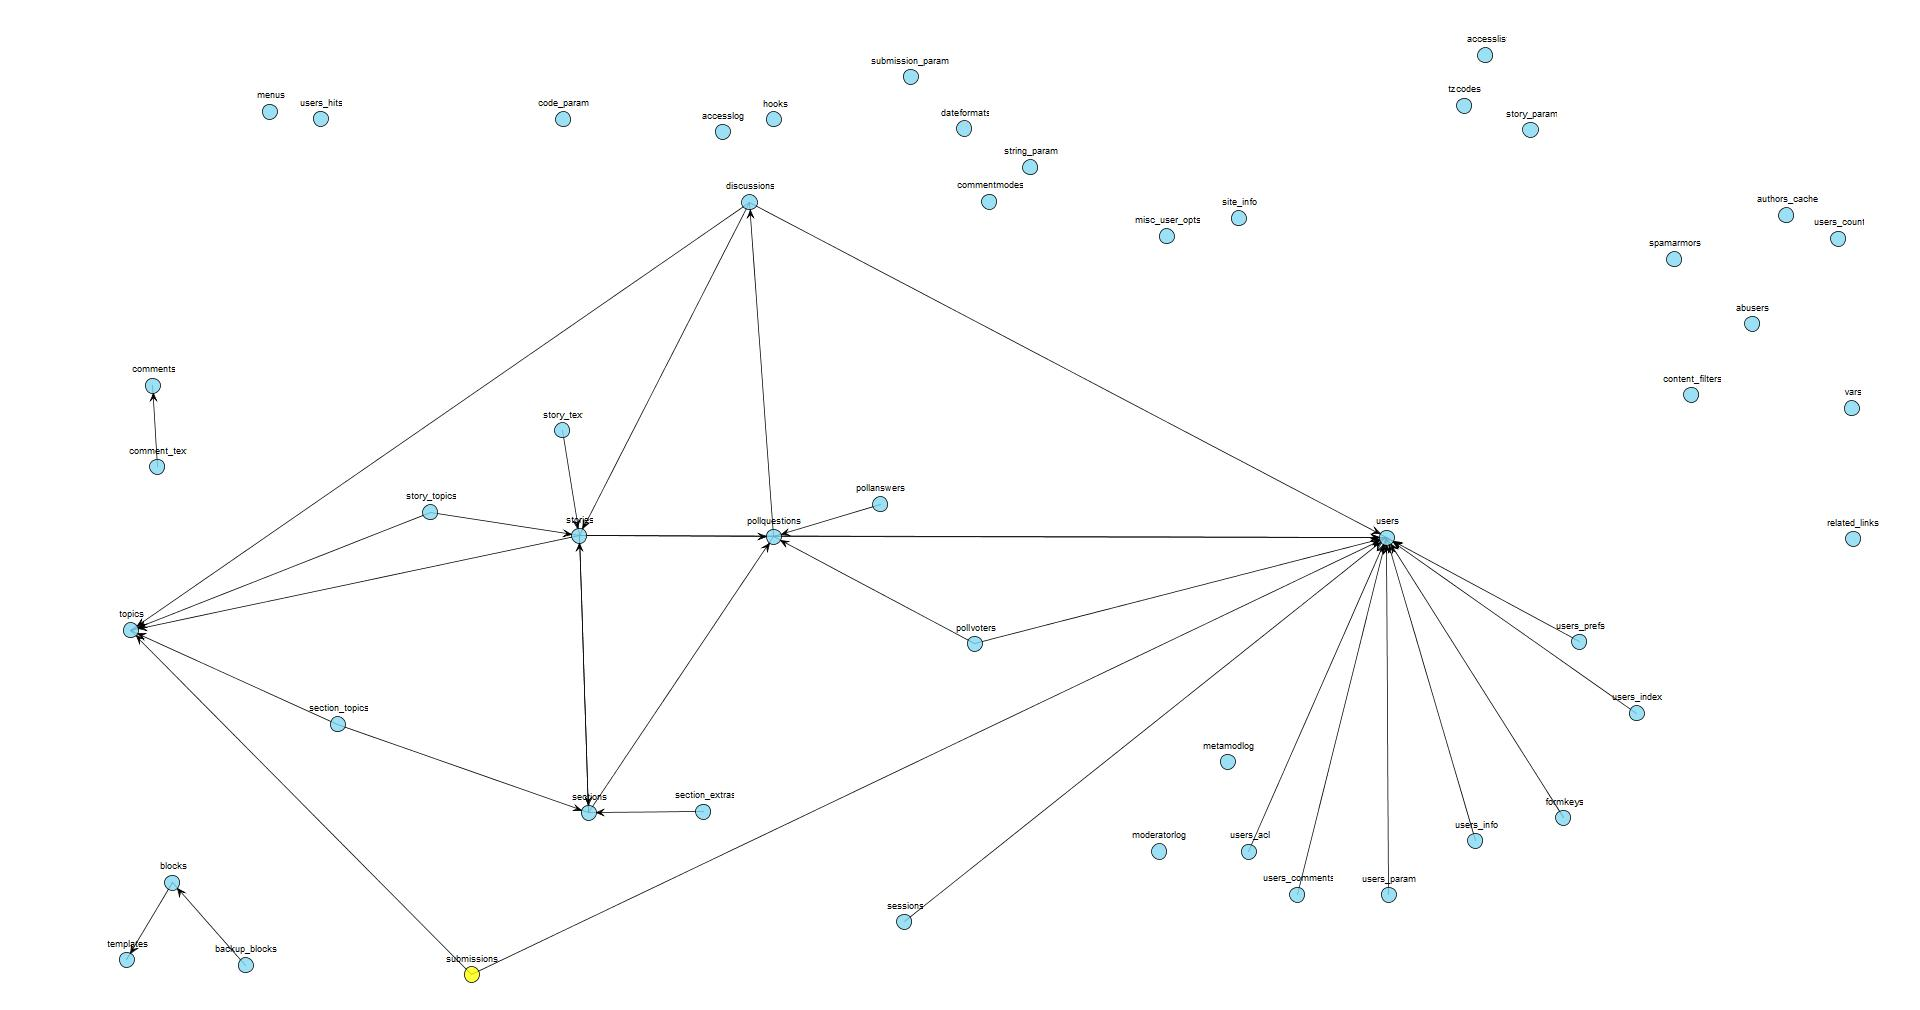 accesslis
submission_param
tzcodes
menus
users_hits
code_param
hooks
accesslog
dateformats
story_param
string_param
discussions
commentmodes
authors_cache
site_info
misc_user_opts
users_count
spamarmors
abusers
comments
content_filters
vars
story_tex
comment_tex
pollanswers
story_topics
stories
pollquestions
users
related_links
topics
pollvoters
users_prefs
users_index
section_topics
metamodlog
sections
section_extras
formkeys
users_info
moderatorlog
users_acl
blocks
users_comments
users_param
sessions
templates
backup_blocks
submissions